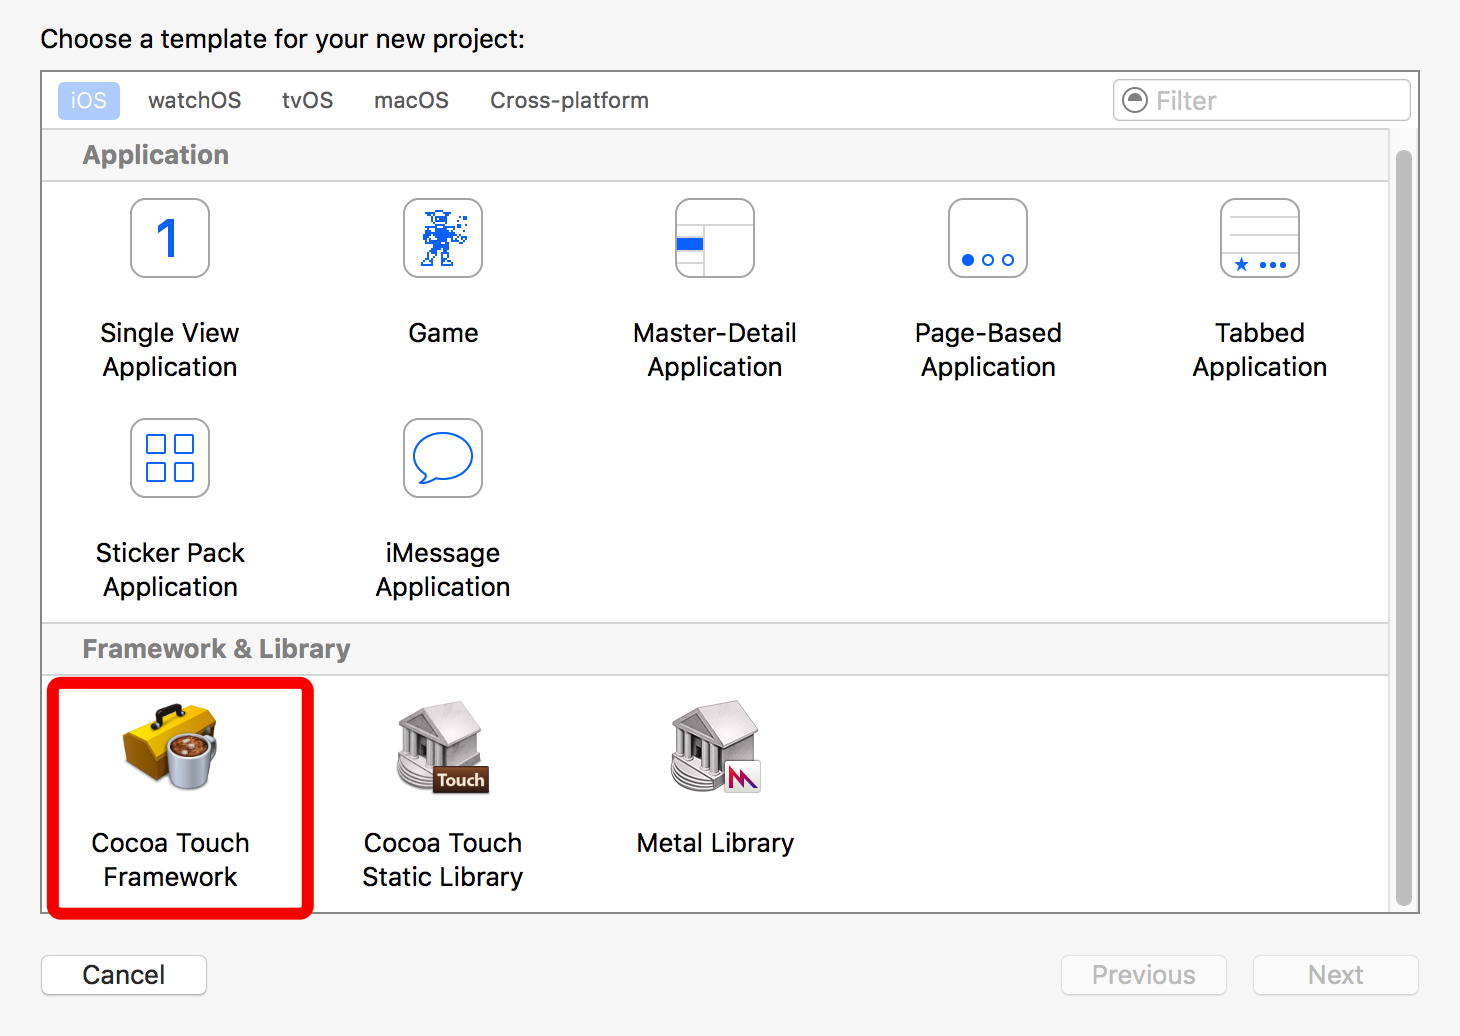 Choose a template for your new project:
iOS watchOS tvOS macOS Cross-platform Filter
Application
1
Single View Application
Game
Master-Detail Application
Page-Based Application
Tabbed Application
Sticker Pack Application
iMessage Application
Framework & Library
Touch
Cocoa Touch Framework
Cocoa Touch Static Library
Metal Library
Cancel Previous Next